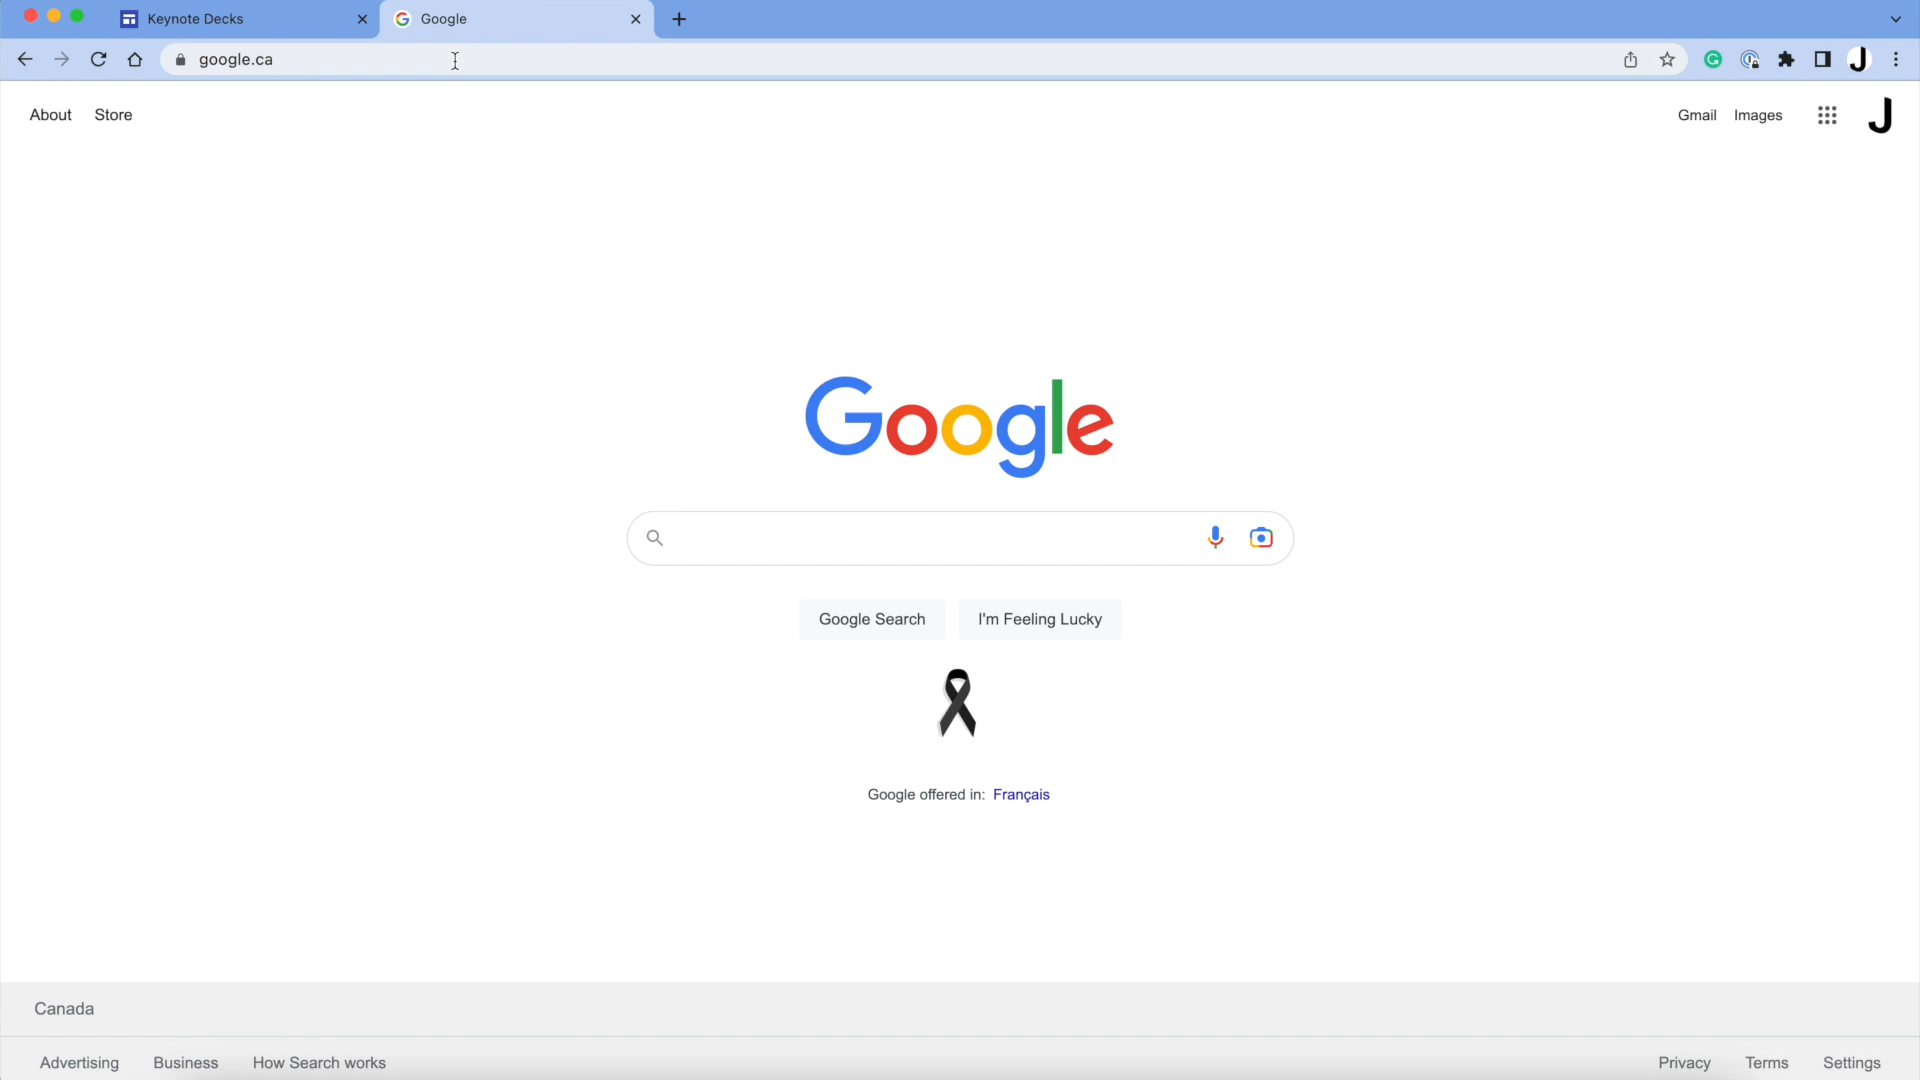 Keynote Decks
Google
google.ca
About Store
Gmail Images
J
Google
Google Search I'm Feeling Lucky
Google offered in: Français
Canada
Advertising Business How Search works
Privacy Terms Settings